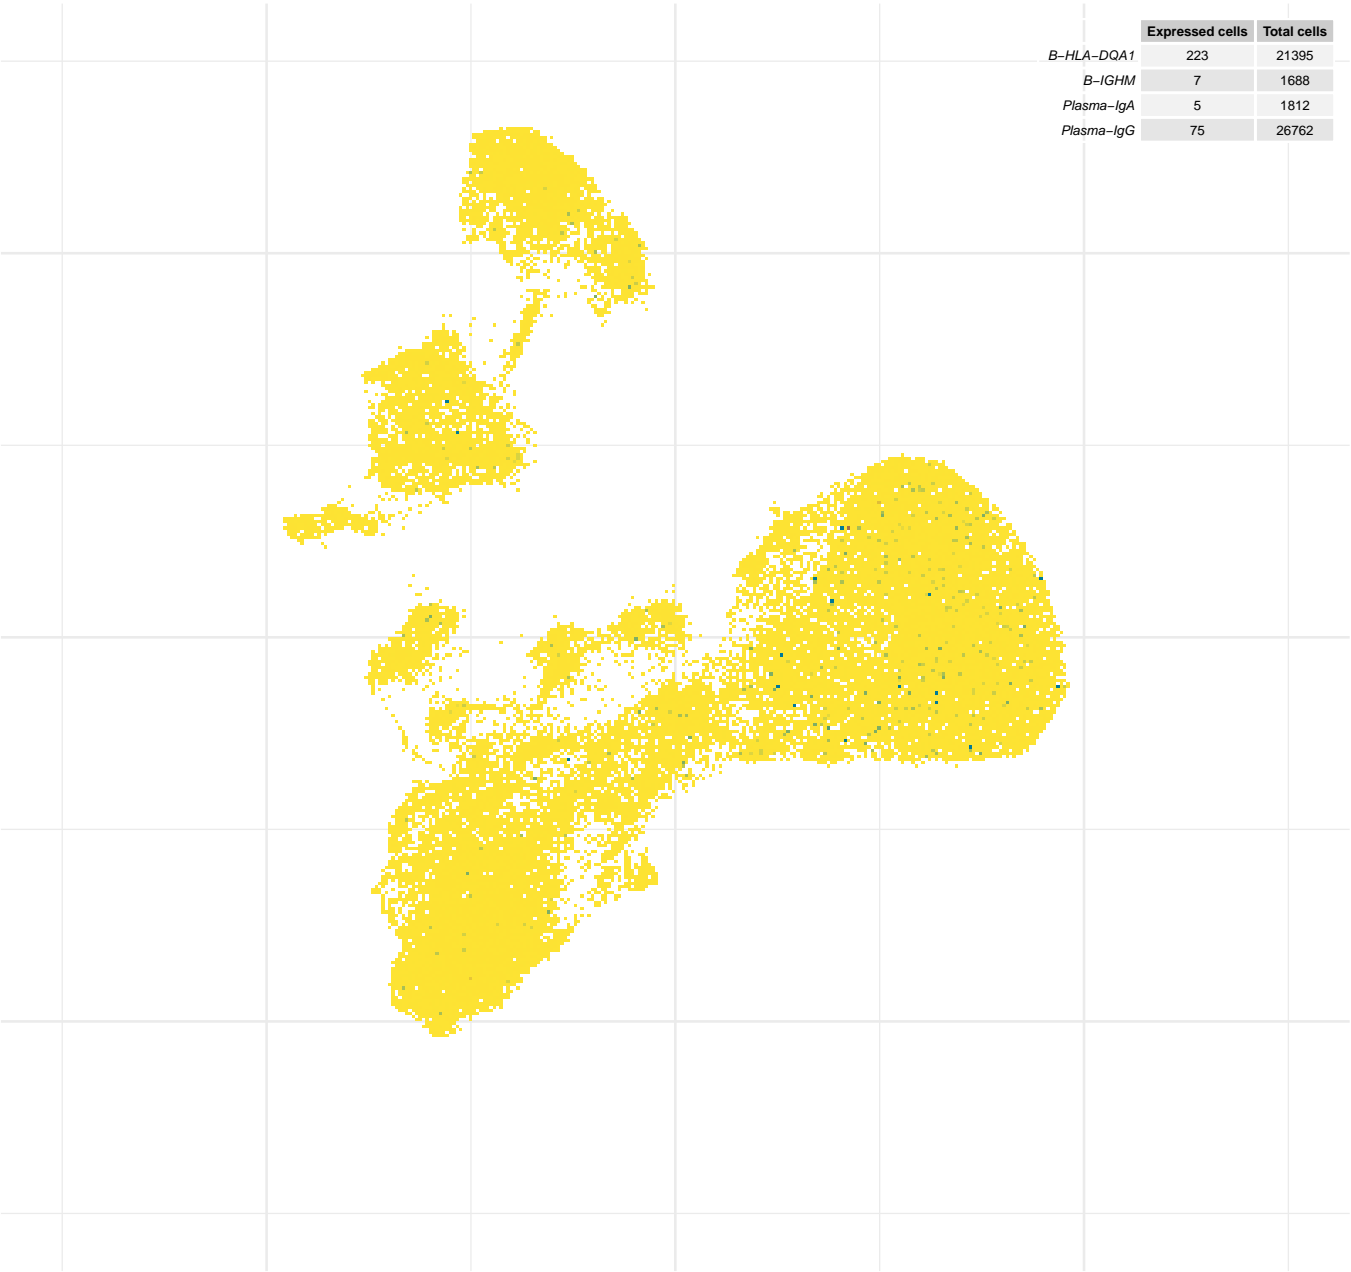 Expressed cells Total cells
B−HLA−DQA1 223 21395
B−IGHM 7 1688
Plasma−IgA 5 1812
Plasma−IgG 75 26762